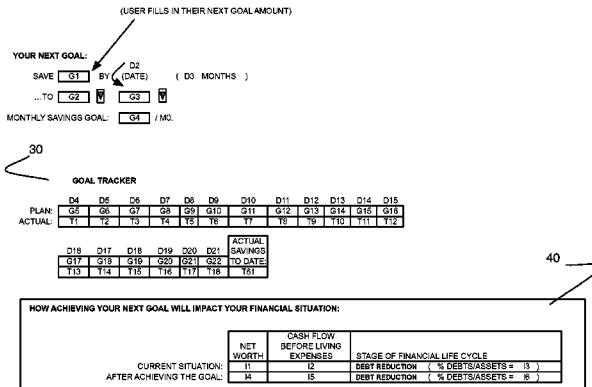 (USER FILLS IN THEIR NEXT GOAL AMOUNT)
YOUR NEXT GOAL:
D2
SAVE G1 BY (DATE) ( D3 MONTHS )
...TO G2 G3
MONTHLY SAVINGS GOAL: G4 / MO.
30
GOAL TRACKER
D4 D5 D6 D7 D8 D9 D10 D11 D12 D13 D14 D15
PLAN: G5 G6 G7 G8 G9 G10 G11 G12 G13 G14 G15 G16
ACTUAL: T1 T2 T3 T4 T5 T6 T7 T8 T9 T10 T11 T12
D16 D17 D18 D19 D20 D21 ACTUAL SAVINGS TO DATE:
G17 G18 G19 G20 G21 G22
T13 T14 T15 T16 T17 T18 T61
40
HOW ACHIEVING YOUR NEXT GOAL WILL IMPACT YOUR FINANCIAL SITUATION:
NET WORTH CASH FLOW BEFORE LIVING EXPENSES STAGE OF FINANCIAL LIFE CYCLE
CURRENT SITUATION: I1 I2 DEBT REDUCTION ( % DEBTS/ASSETS = I3 )
AFTER ACHIEVING THE GOAL: I4 I5 DEBT REDUCTION ( % DEBTS/ASSETS = I6 )